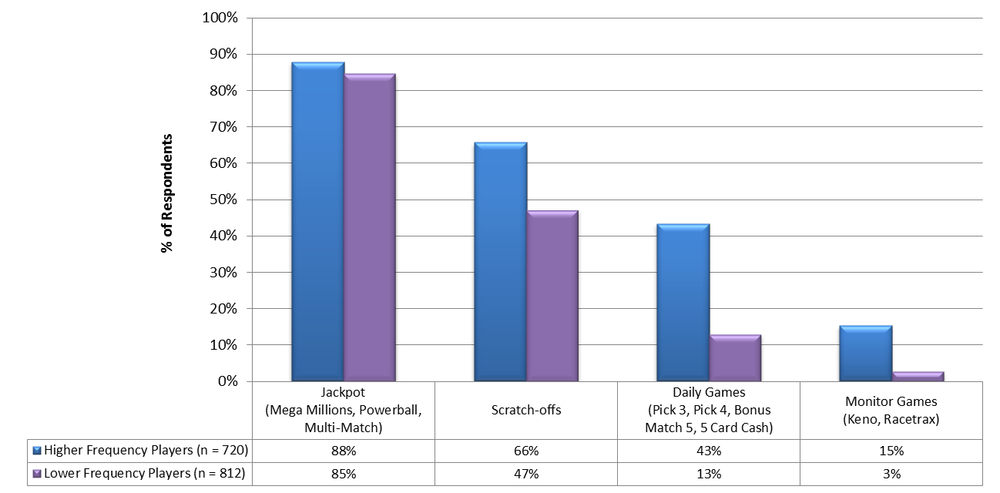 100%
90%
80%
70%
60%
50%
40%
30%
20%
10%
0%
% of Respondents
Jackpot
(Mega Millions, Powerball,
Multi-Match)
Scratch-offs
Daily Games
(Pick 3, Pick 4, Bonus
Match 5, 5 Card Cash)
Monitor Games
(Keno, Racetrax)
Higher Frequency Players (n = 720) 88% 66% 43% 15%
Lower Frequency Players (n = 812) 85% 47% 13% 3%